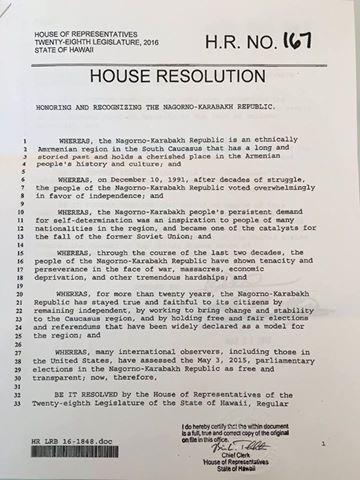 HOUSE OF REPRESENTATIVES
TWENTY-EIGHTH LEGISLATURE, 2016
STATE OF HAWAII
H.R. NO. 167
HOUSE RESOLUTION
HONORING AND RECOGNIZING THE NAGORNO-KARABAKH REPUBLIC.
1 WHEREAS, the Nagorno-Karabakh Republic is an ethnically
2 Amrmenian region in the South Caucasus that has a long and
3 storied past and holds a cherished place in the Armenian
4 people's history and culture; and
5
6 WHEREAS, on December 10, 1991, after decades of struggle,
7 the people of the Nagorno-Karabakh Republic voted overwhelmingly
8 in favor of independence; and
9
10 WHEREAS, the Nagorno-Karabakh people's persistent demand
11 for self-determination was an inspiration to people of many
12 nationalities in the region, and became one of the catalysts for
13 the fall of the former Soviet Union; and
14
15 WHEREAS, through the course of the last two decades, the
16 people of the Nagorno-Karabakh Republic have shown tenacity and
17 perseverance in the face of war, massacres, economic
18 deprivation, and other tremendous hardships; and
19
20 WHEREAS, for more than twenty years, the Nagorno-Karabakh
21 Republic has stayed true and faithful to its citizens by
22 remaining independent, by working to bring change and stability
23 to the Caucasus region, and by holding free and fair elections
24 and referendums that have been widely declared as a model for
25 the region; and
26
27 WHEREAS, many international observers, including those in
28 the United States, have assessed the May 3, 2015, parliamentary
29 elections in the Nagorno-Karabakh Republic as free and
30 transparent; now, therefore,
31
32 BE IT RESOLVED by the House of Representatives of the
33 Twenty-eighth Legislature of the State of Hawaii, Regular
I do hereby certify that the within document
is a full, true and correct copy of the original
on file in this office.
Chief Clerk
House of Representatives
State of Hawaii
HR LRB 16-1848.doc
1